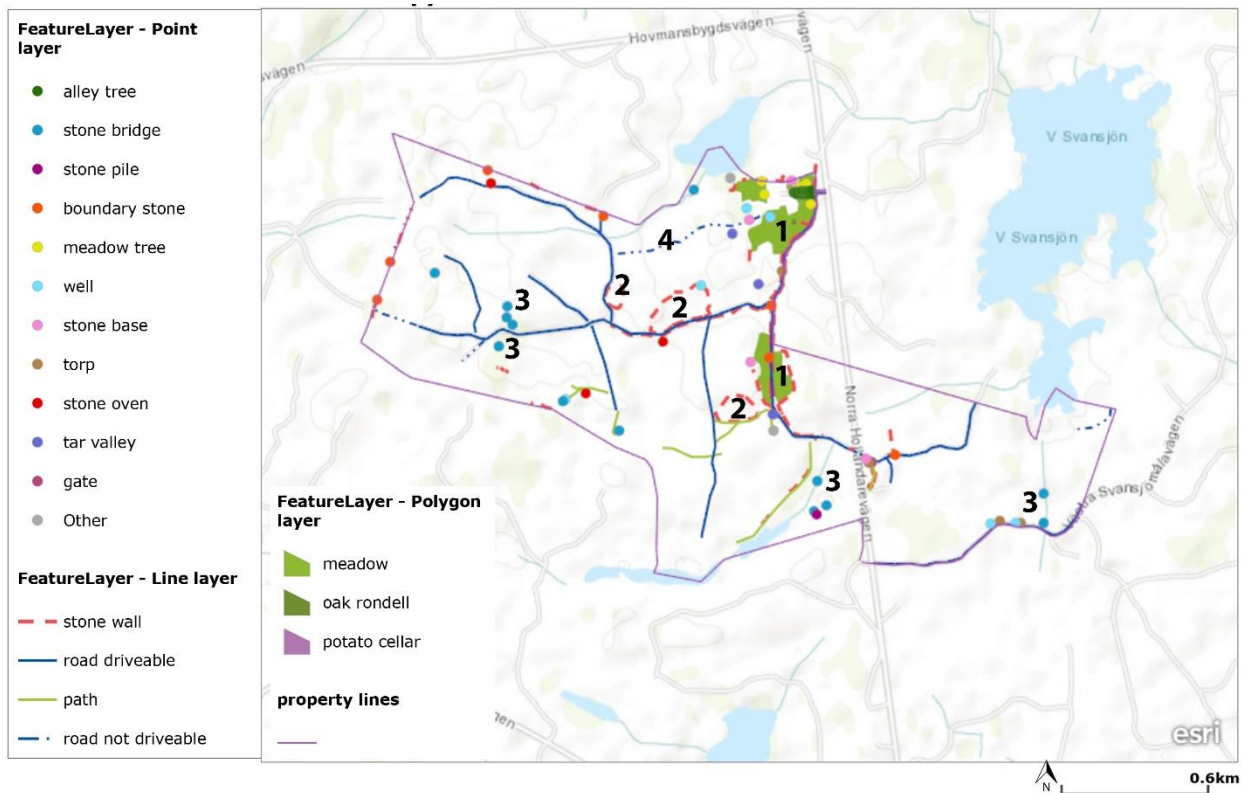 FeatureLayer - Point
layer
alley tree
stone bridge
stone pile
boundary stone
meadow tree
well
stone base
torp
stone oven
tar valley
gate
Other
FeatureLayer - Line layer
stone wall
road driveable
path
road not driveable
FeatureLayer - Polygon
layer
meadow
oak rondell
potato cellar
property lines
Hovmansbygdsvägen
svägen
vägen
V Svansjön
V Svansjön
1
4
2
2
3
3
1
2
Norra Hollandarevägen
3
3
vägen
esri
N
0.6km